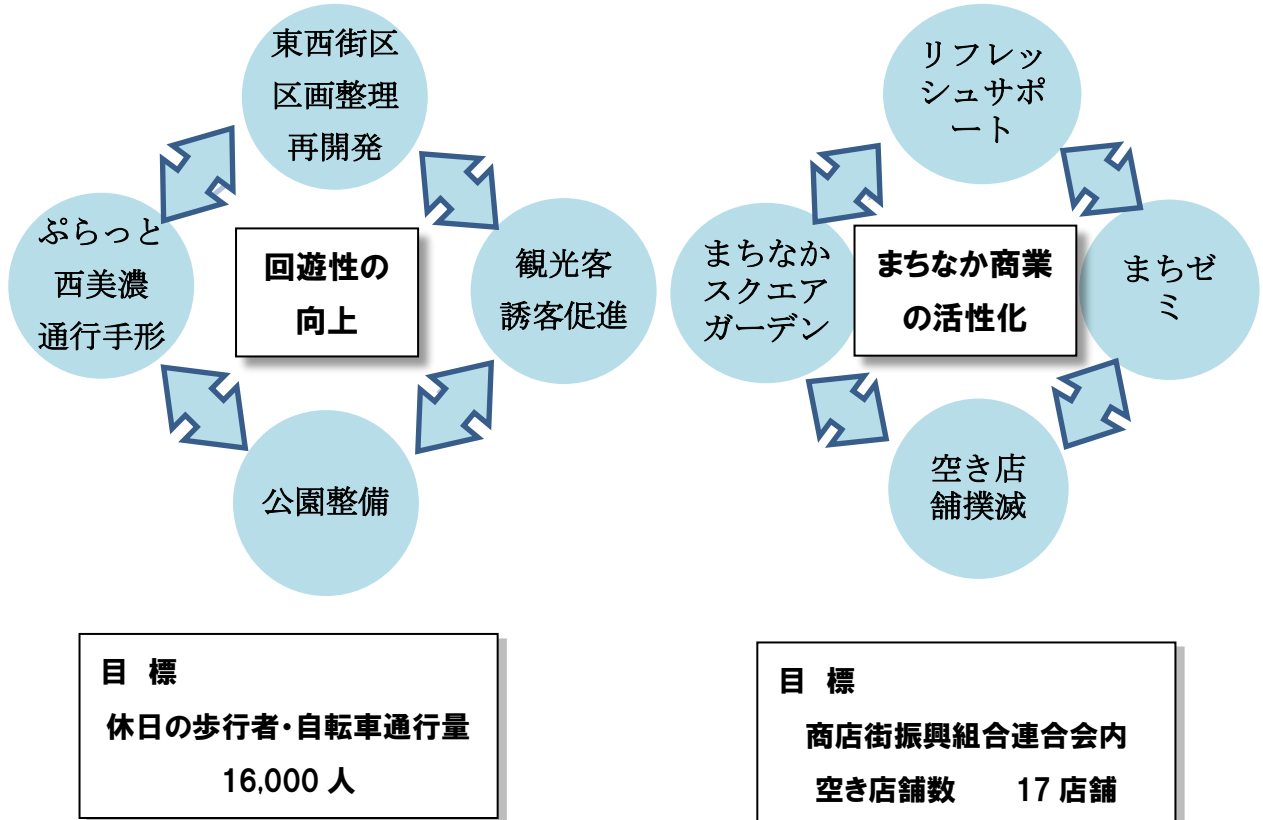 東西街区
区画整理
再開発
ぷらっと
西美濃
通行手形
回遊性の
向上
観光客
誘客促進
公園整備
目 標
休日の歩行者・自転車通行量
16,000 人
リフレッ
シュサポ
ート
まちなか
スクエア
ガーデン
まちなか商業
の活性化
まちゼ
ミ
空き店
舗撲滅
目 標
商店街振興組合連合会内
空き店舗数 17 店舗